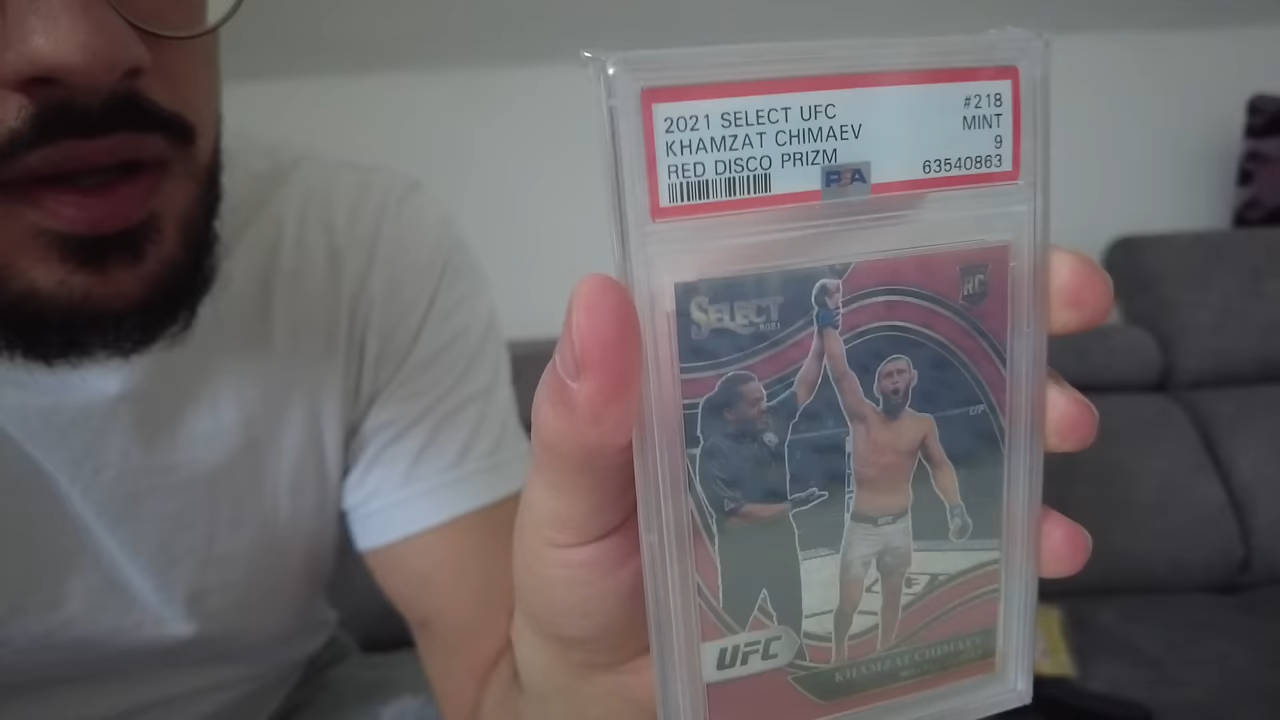 2021 SELECT UFC
KHAMZAT CHIMAEV
RED DISCO PRIZM
#218
MINT
9
63540863
PSA
SELECT
2021
RC
UFC
UFC
KHAMZAT CHIMAEV